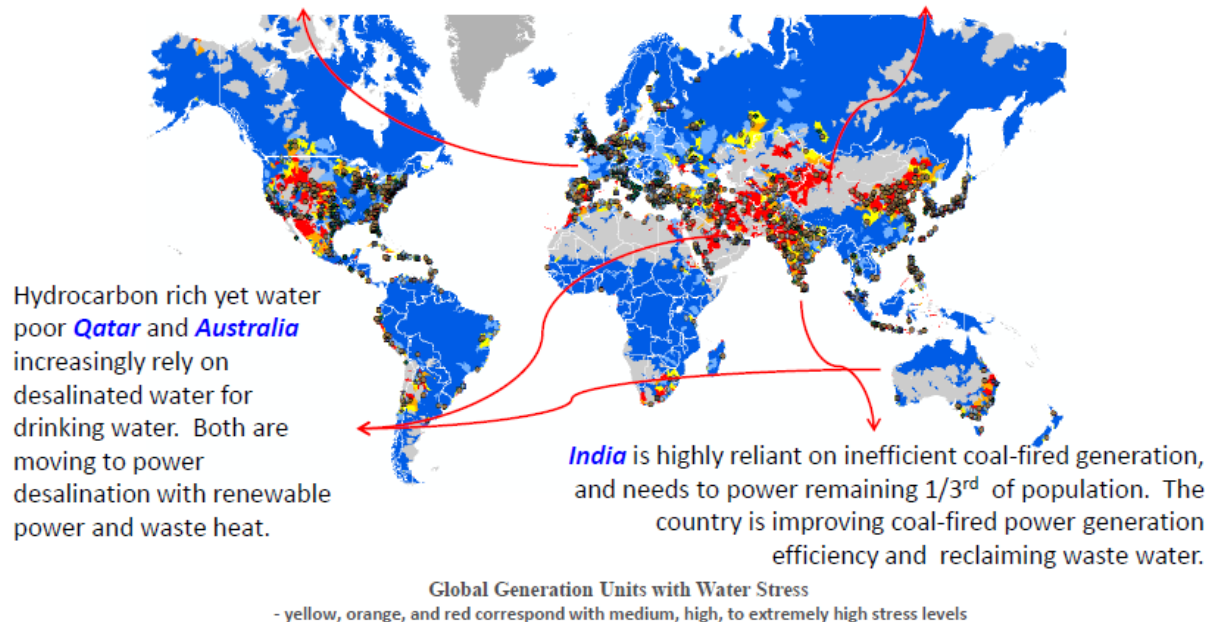 Hydrocarbon rich yet water
poor Qatar and Australia
increasingly rely on
desalinated water for
drinking water. Both are
moving to power
desalination with renewable
power and waste heat.
India is highly reliant on inefficient coal-fired generation,
and needs to power remaining 1/3rd of population. The
country is improving coal-fired power generation
efficiency and reclaiming waste water.
Global Generation Units with Water Stress
- yellow, orange, and red correspond with medium, high, to extremely high stress levels